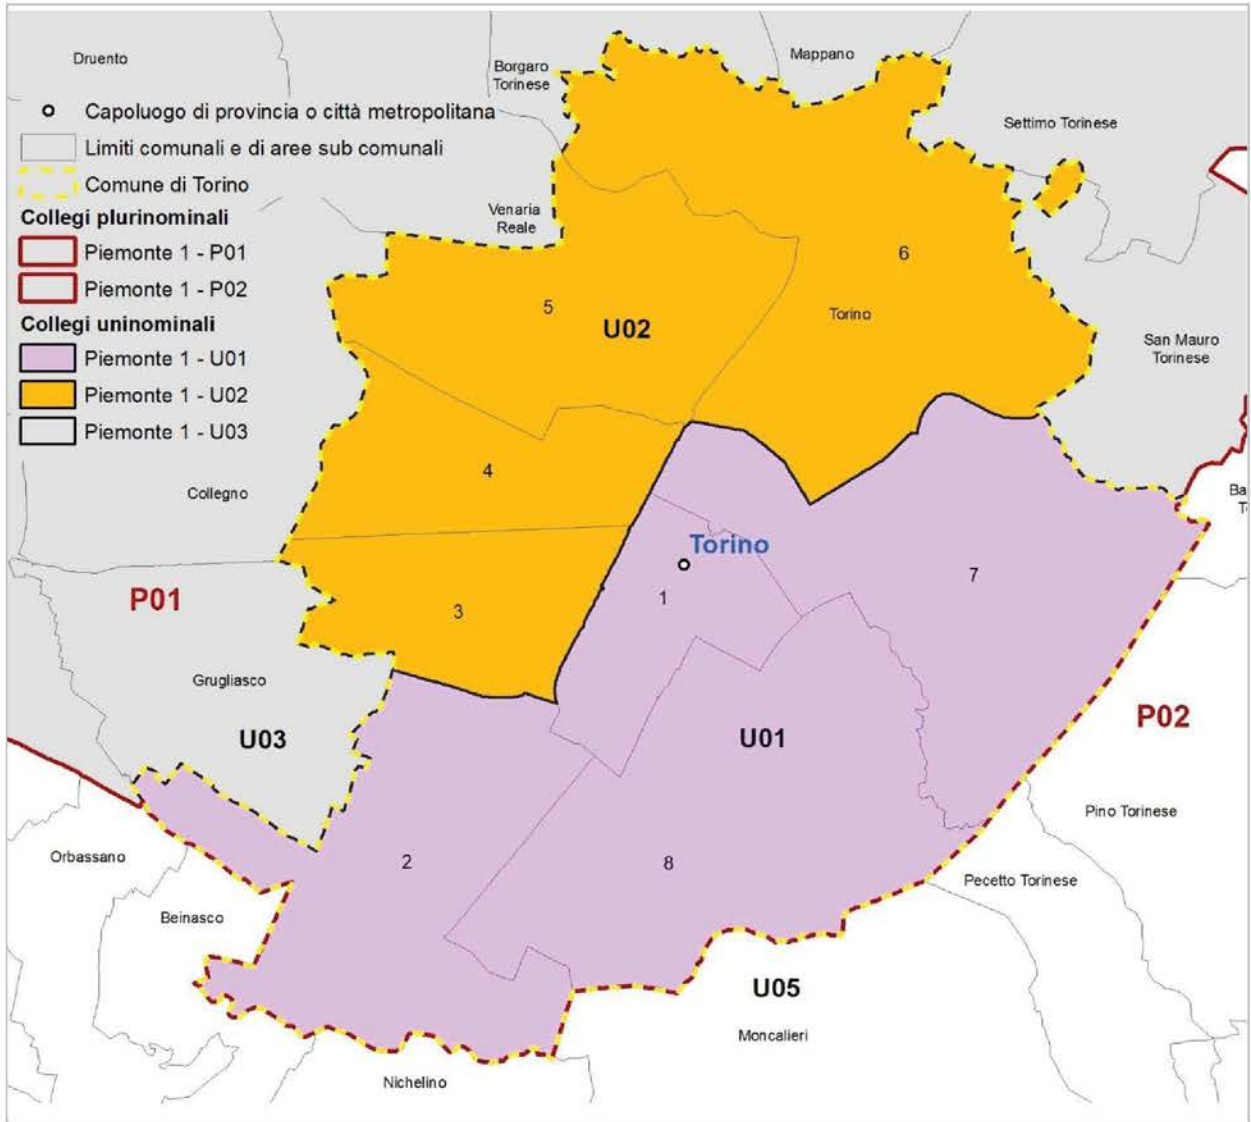 Druento
Borgaro
Torinese
Mappano
Capoluogo di provincia o città metropolitana
Settimo Torinese
Limiti comunali e di aree sub comunali
Comune di Torino
Collegi plurinominali
Venaria
Reale
Piemonte 1 - P01
6
Piemonte 1 - P02
5
Torino
Collegi uninominali
U02
San Mauro
Torinese
Piemonte 1 - U01
Piemonte 1 - U02
Piemonte 1 - U03
4
Collegno
Ba
T
Torino
7
P01
1
3
Grugliasco
P02
U03
U01
Pino Torinese
Orbassano
2
8
Pecetto Torinese
Beinasco
U05
Moncalieri
Nichelino